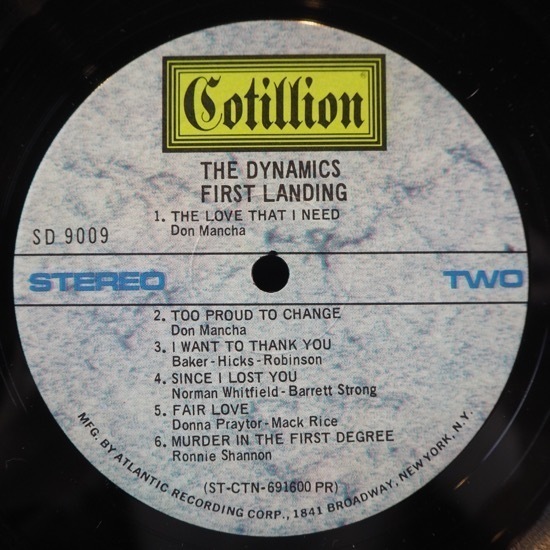 Cotillion
THE DYNAMICS
FIRST LANDING
1. THE LOVE THAT I NEED
Don Mancha
SD 9009
STEREO TWO
2. TOO PROUD TO CHANGE
Don Mancha
3. I WANT TO THANK YOU
Baker-Hicks-Robinson
4. SINCE I LOST YOU
Norman Whitfield-Barrett Strong
5. FAIR LOVE
Donna Praytor-Mack Rice
6. MURDER IN THE FIRST DEGREE
Ronnie Shannon
(ST-CTN-691600 PR)
MFG. BY ATLANTIC RECORDING CORP., 1841 BROADWAY, NEW YORK, N.Y.